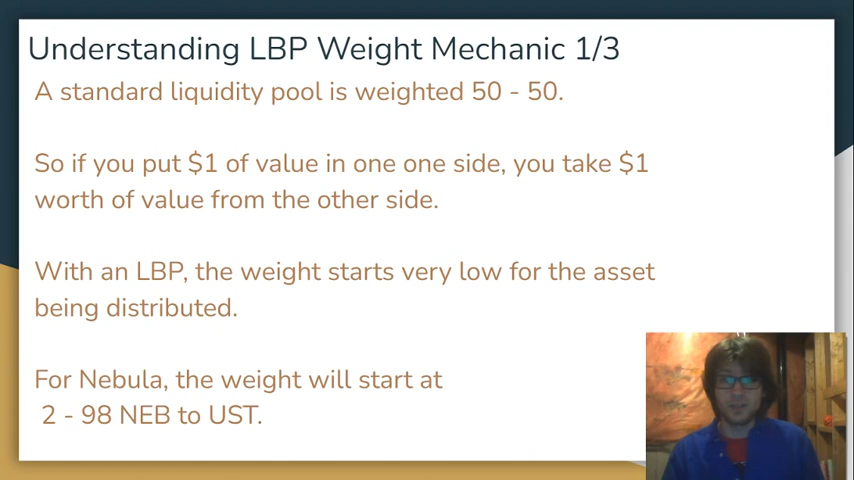 Understanding LBP Weight Mechanic 1/3
A standard liquidity pool is weighted 50 - 50.
So if you put $1 of value in one one side, you take $1
worth of value from the other side.
With an LBP, the weight starts very low for the asset
being distributed.
For Nebula, the weight will start at
2 - 98 NEB to UST.